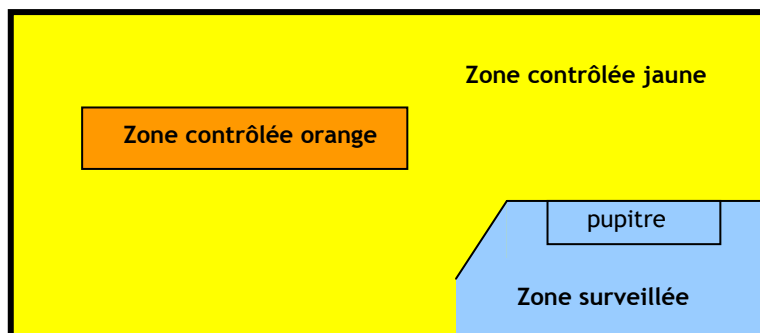 Zone contrôlée jaune
Zone contrôlée orange
pupitre
Zone surveillée